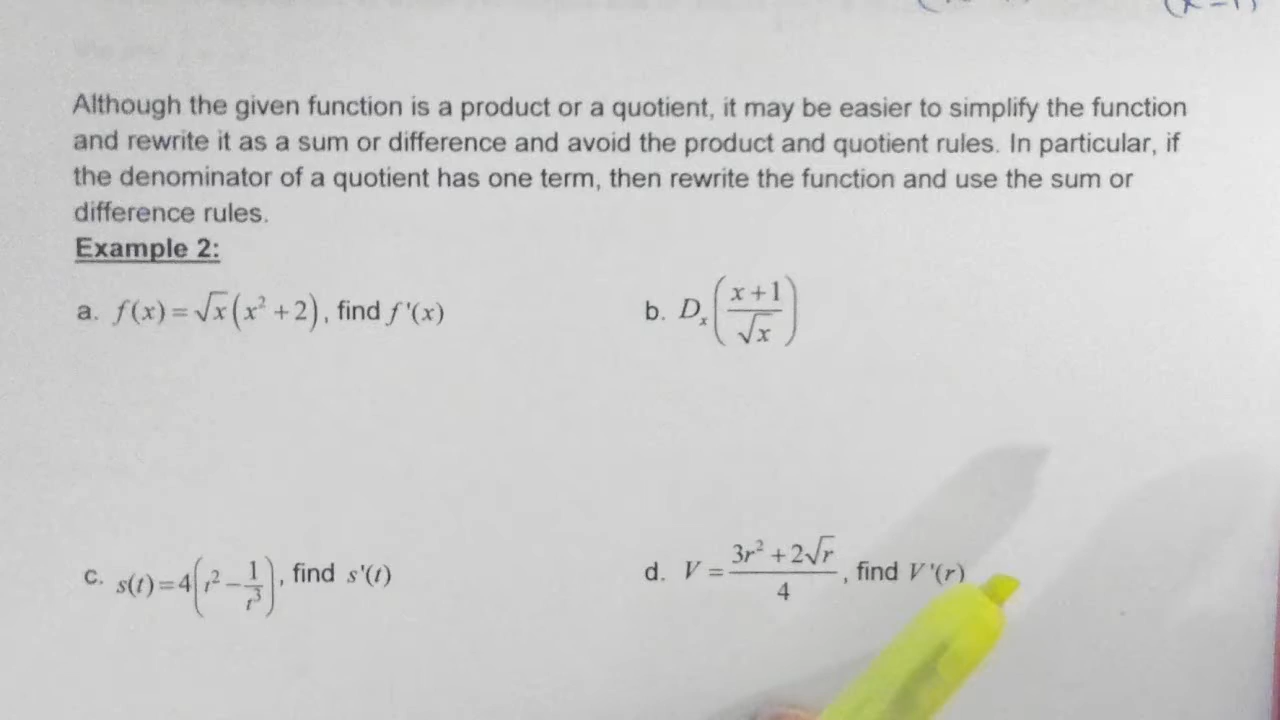 (x-1)
Although the given function is a product or a quotient, it may be easier to simplify the function
and rewrite it as a sum or difference and avoid the product and quotient rules. In particular, if
the denominator of a quotient has one term, then rewrite the function and use the sum or
difference rules.
Example 2:
a. f(x) = √x(x² + 2), find f'(x)
b. Dₓ((x+1)/√x)
c. s(t) = 4(t² − 1/t³), find s'(t)
d. V = (3r² + 2√r)/4, find V'(r)